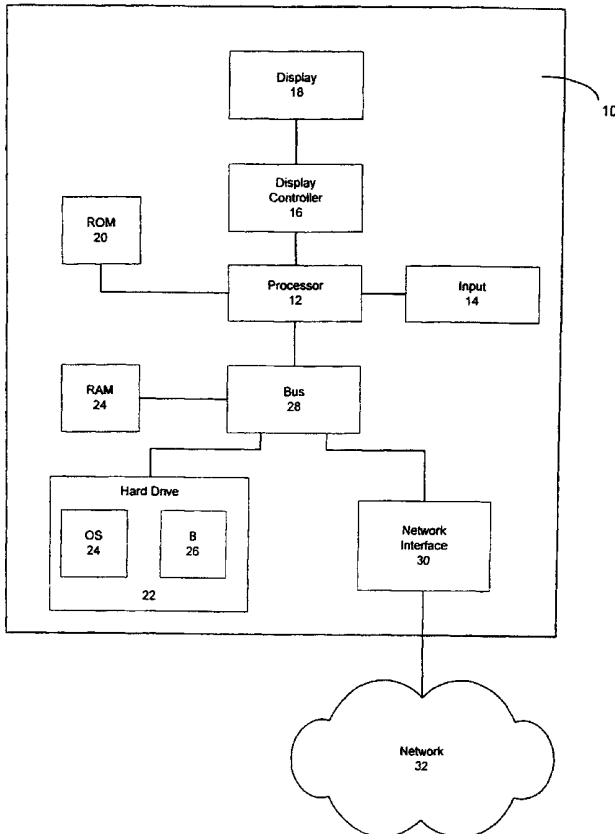 Display
18
10
Display
Controller
16
ROM
20
Processor
12
Input
14
RAM
24
Bus
28
Hard Drive
OS
24
B
26
22
Network
Interface
30
Network
32